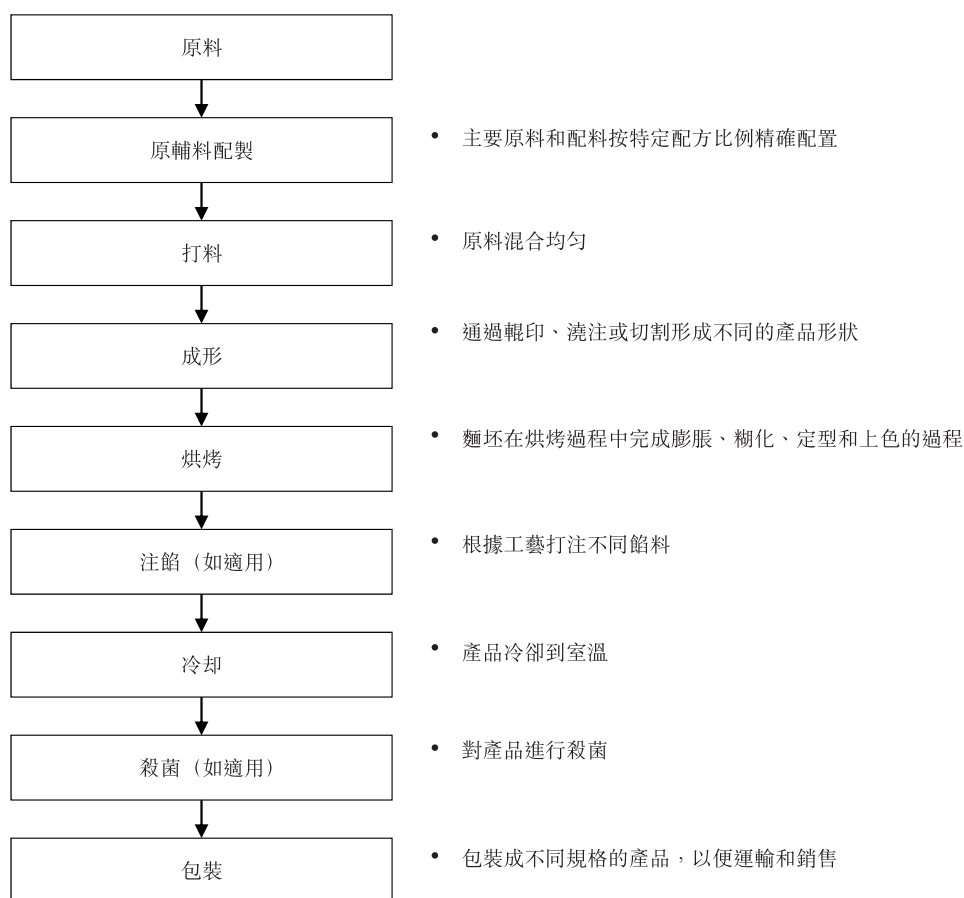 原料
原輔料配製
• 主要原料和配料按特定配方比例精確配置
打料
• 原料混合均勻
成形
• 通過輥印、澆注或切割形成不同的產品形狀
烘烤
• 麵坯在烘烤過程中完成膨脹、糊化、定型和上色的過程
注餡（如適用）
• 根據工藝打注不同餡料
冷却
• 產品冷卻到室溫
殺菌（如適用）
• 對產品進行殺菌
包裝
• 包裝成不同規格的產品，以便運輸和銷售